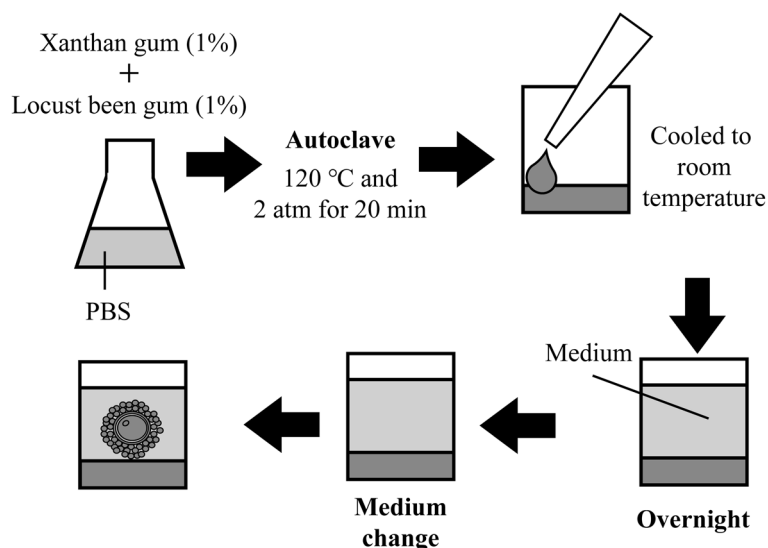 Xanthan gum (1%)
+
Locust been gum (1%)
PBS
Autoclave
120 ℃ and
2 atm for 20 min
Cooled to
room
temperature
Medium
Overnight
Medium
change